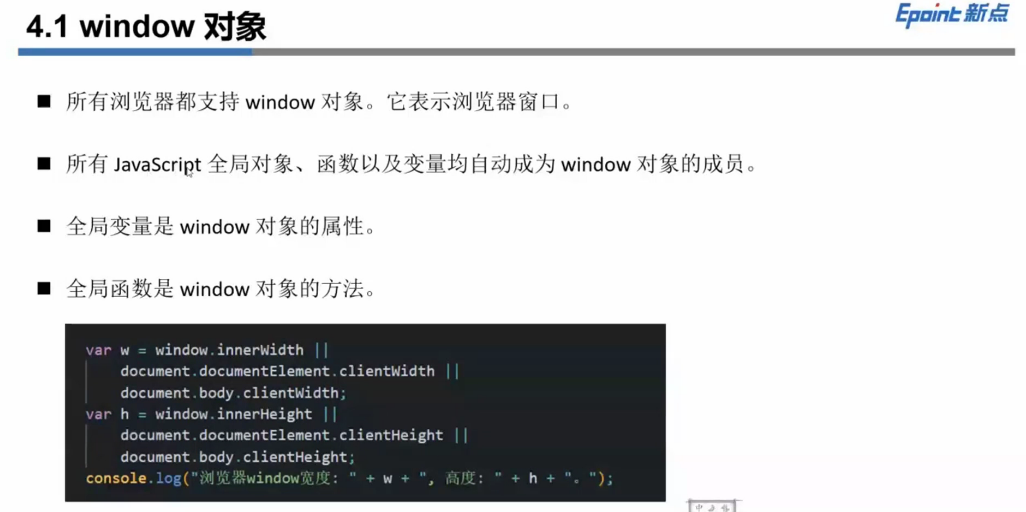 4.1 window 对象
Epoint 新点
所有浏览器都支持 window 对象。它表示浏览器窗口。
所有 JavaScript 全局对象、函数以及变量均自动成为 window 对象的成员。
全局变量是 window 对象的属性。
全局函数是 window 对象的方法。
var w = window.innerWidth ||
document.documentElement.clientWidth ||
document.body.clientWidth;
var h = window.innerHeight ||
document.documentElement.clientHeight ||
document.body.clientHeight;
console.log("浏览器window宽度: " + w + ", 高度: " + h + "。");